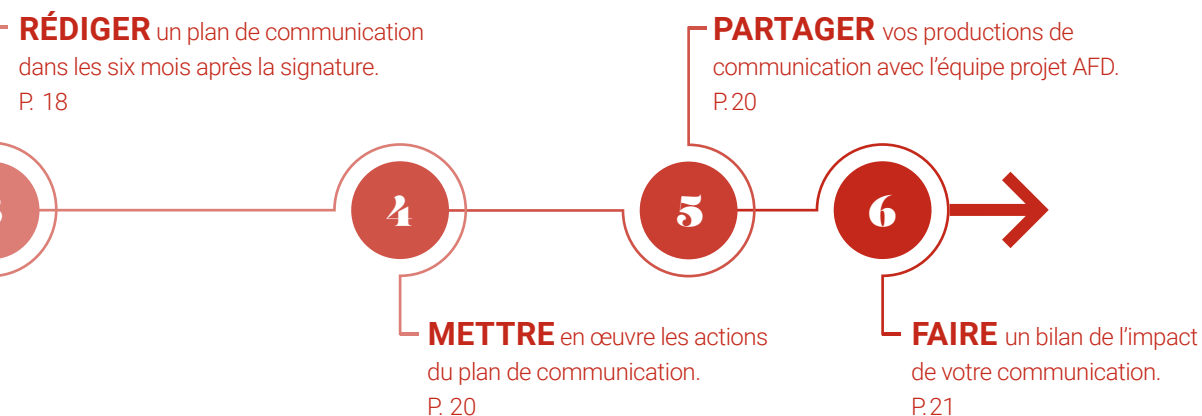 RÉDIGER un plan de communication
dans les six mois après la signature.
P. 18
PARTAGER vos productions de
communication avec l'équipe projet AFD.
P. 20
4
5
6
METTRE en œuvre les actions
du plan de communication.
P. 20
FAIRE un bilan de l'impact
de votre communication.
P. 21